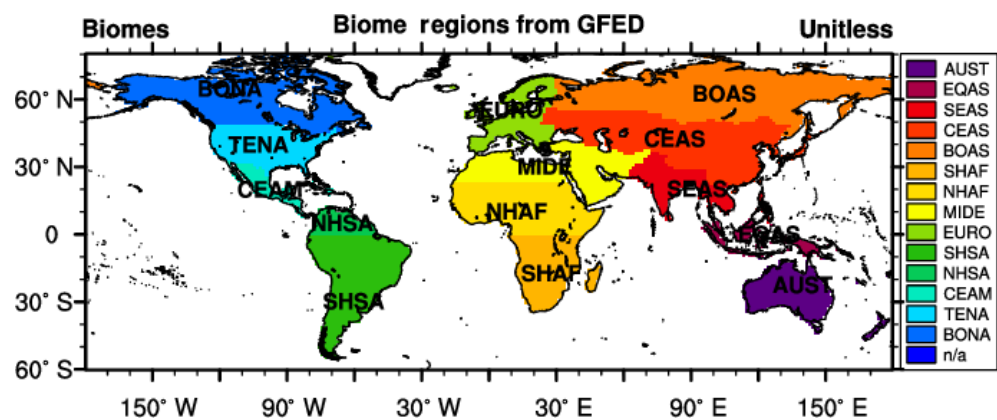 Biomes
Biome regions from GFED
Unitless
60° N
30° N
0
30° S
60° S
150° W
90° W
30° W
30° E
90° E
150° E
BONA
TENA
CEAM
NHSA
SHSA
EURO
MIDE
NHAF
SHAF
BOAS
CEAS
SEAS
EQAS
AUST
AUST
EQAS
SEAS
CEAS
BOAS
SHAF
NHAF
MIDE
EURO
SHSA
NHSA
CEAM
TENA
BONA
n/a